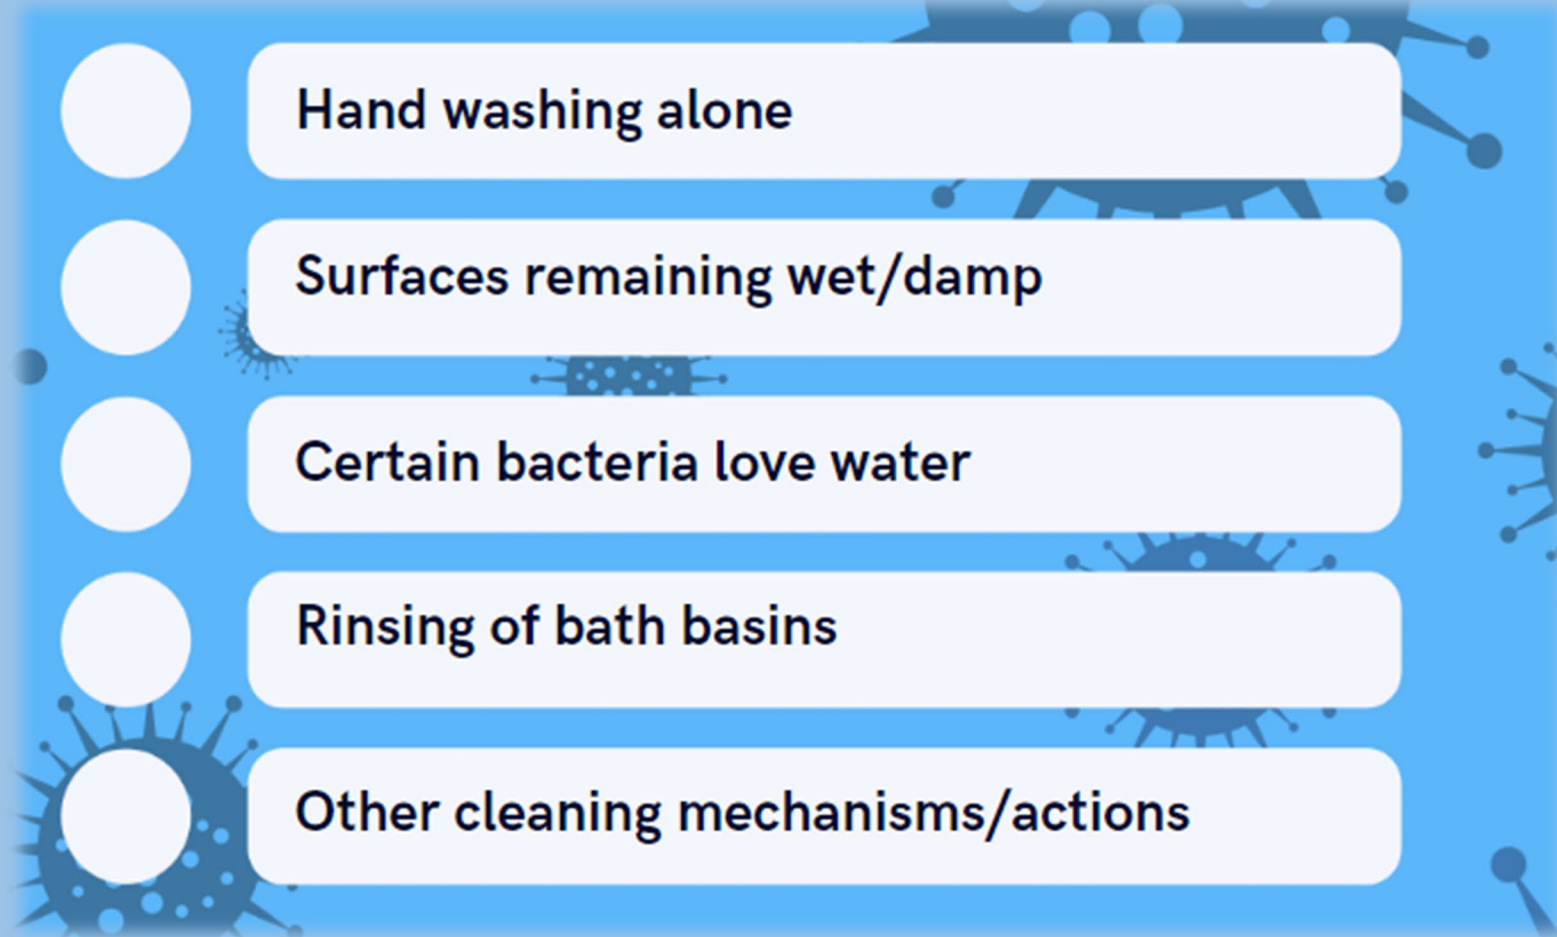 Hand washing alone
Surfaces remaining wet/damp
Certain bacteria love water
Rinsing of bath basins
Other cleaning mechanisms/actions